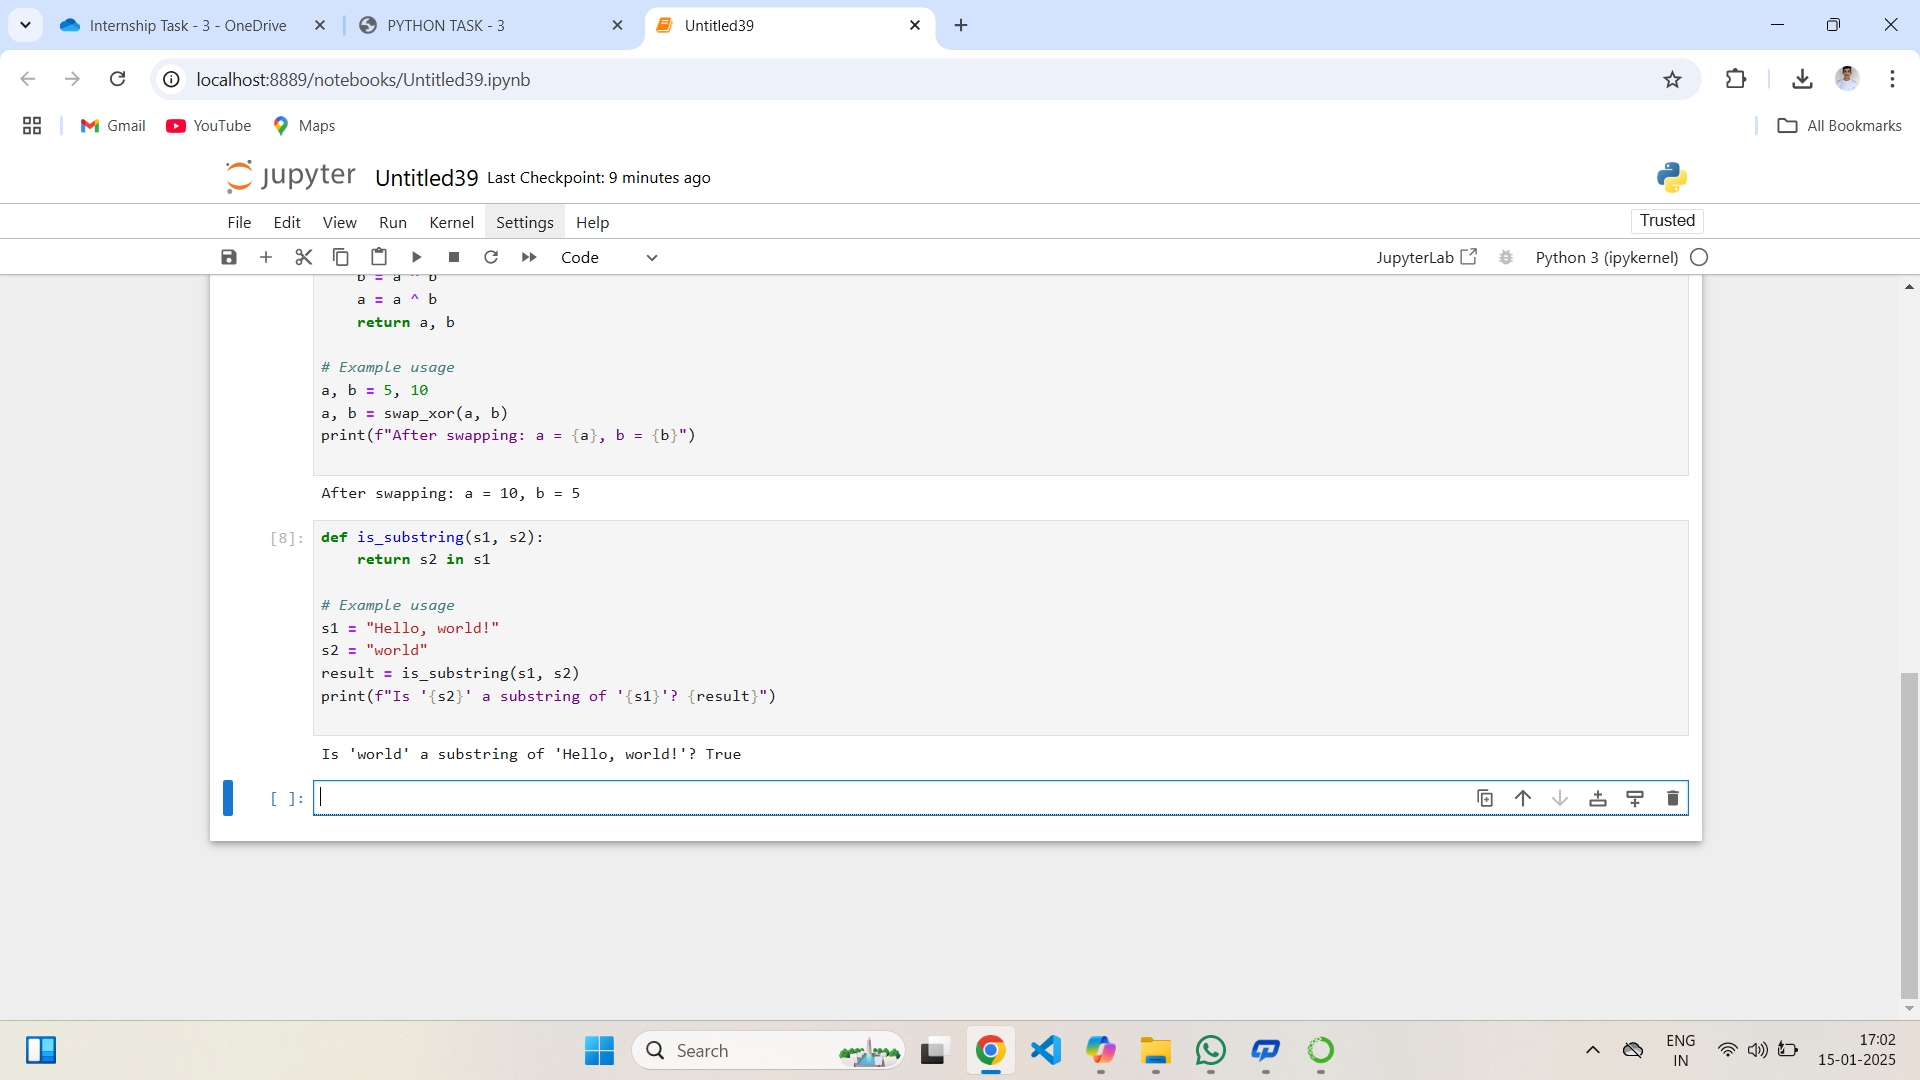 Internship Task - 3 - OneDrive
PYTHON TASK - 3
Untitled39
localhost:8889/notebooks/Untitled39.ipynb
Gmail
YouTube
Maps
All Bookmarks
jupyter
Untitled39 Last Checkpoint: 9 minutes ago
File Edit View Run Kernel Settings Help
Trusted
Code
JupyterLab
Python 3 (ipykernel)
b = a ^ b
a = a ^ b
return a, b
# Example usage
a, b = 5, 10
a, b = swap_xor(a, b)
print(f"After swapping: a = {a}, b = {b}")
After swapping: a = 10, b = 5
[8]:
def is_substring(s1, s2):
return s2 in s1
# Example usage
s1 = "Hello, world!"
s2 = "world"
result = is_substring(s1, s2)
print(f"Is '{s2}' a substring of '{s1}'? {result}")
Is 'world' a substring of 'Hello, world!'? True
[ ]:
Search
ENG
IN
17:02
15-01-2025